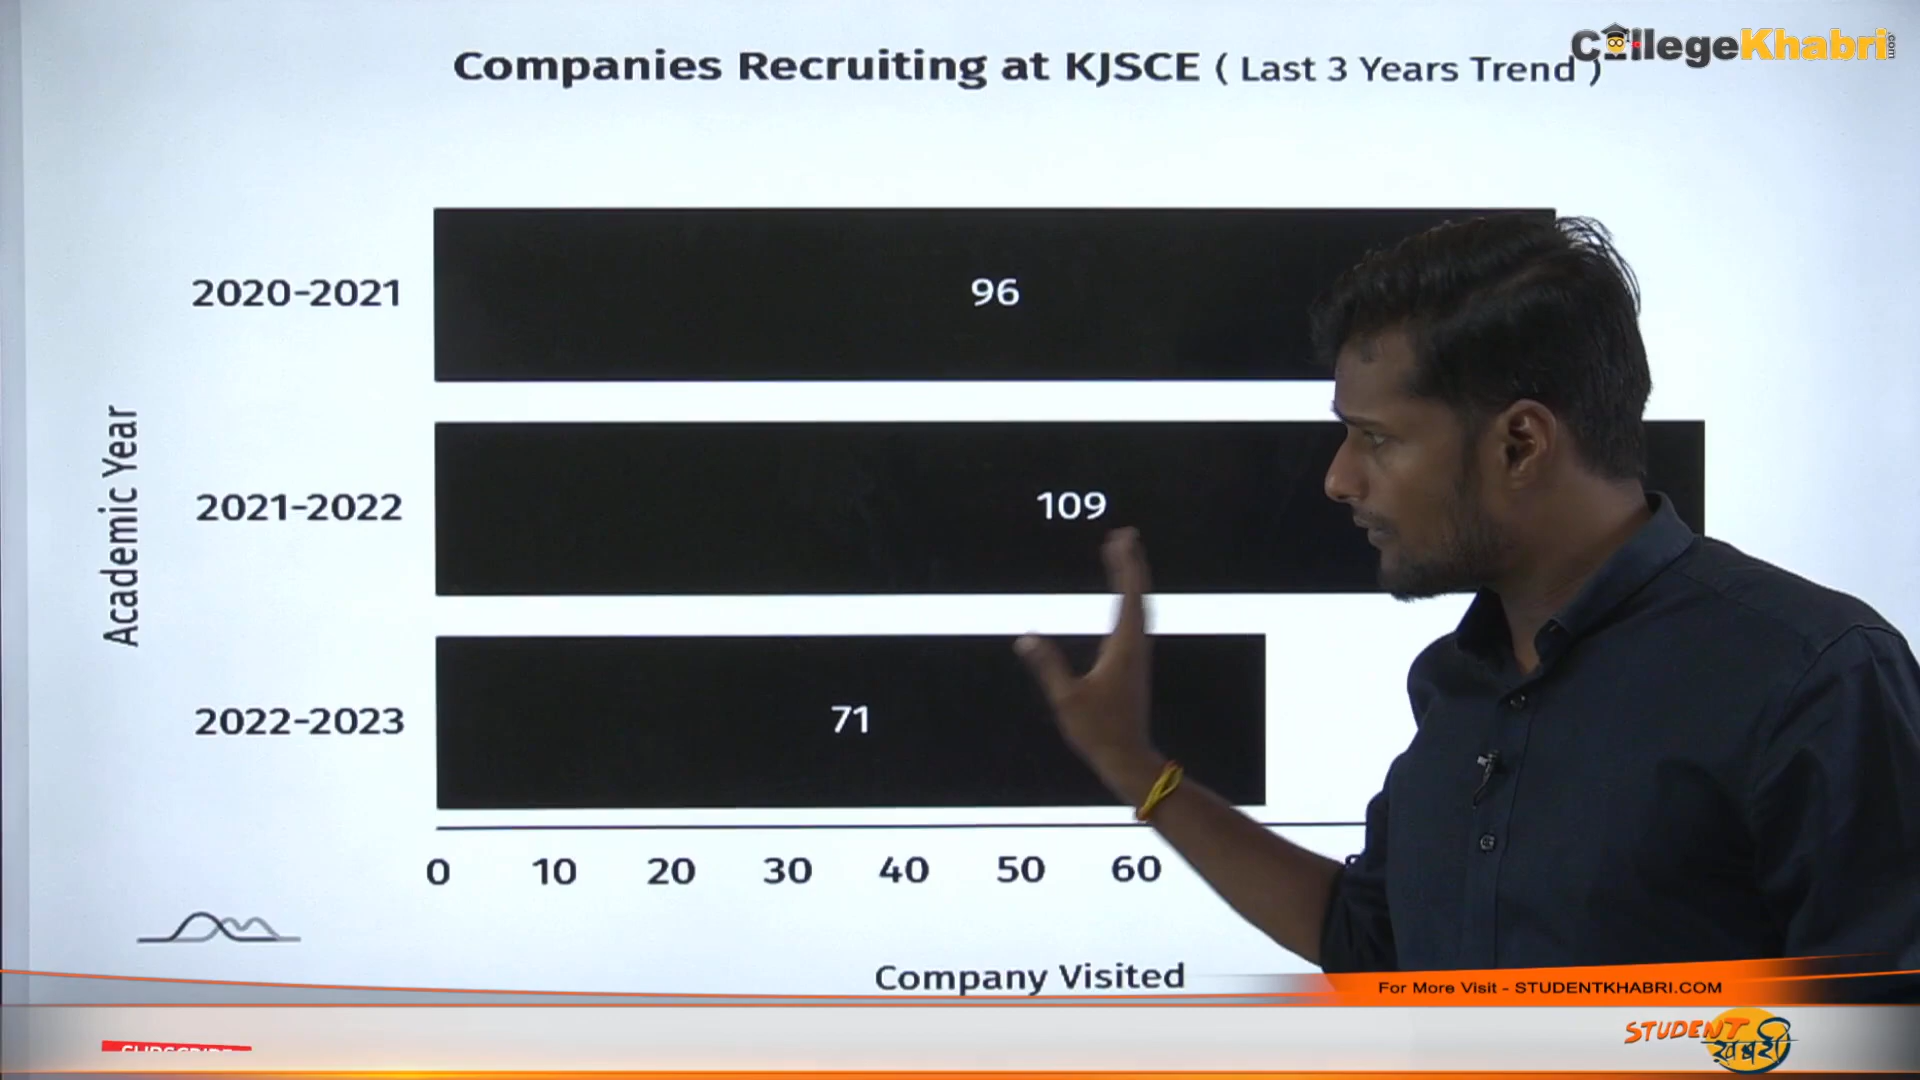 Companies Recruiting at KJSCE ( Last 3 Years Trend )
CollegeKhabri.com
2020-2021
96
2021-2022
109
2022-2023
71
Academic Year
0 10 20 30 40 50 60
Company Visited
For More Visit - STUDENTKHABRI.COM
STUDENT
ख़बरी